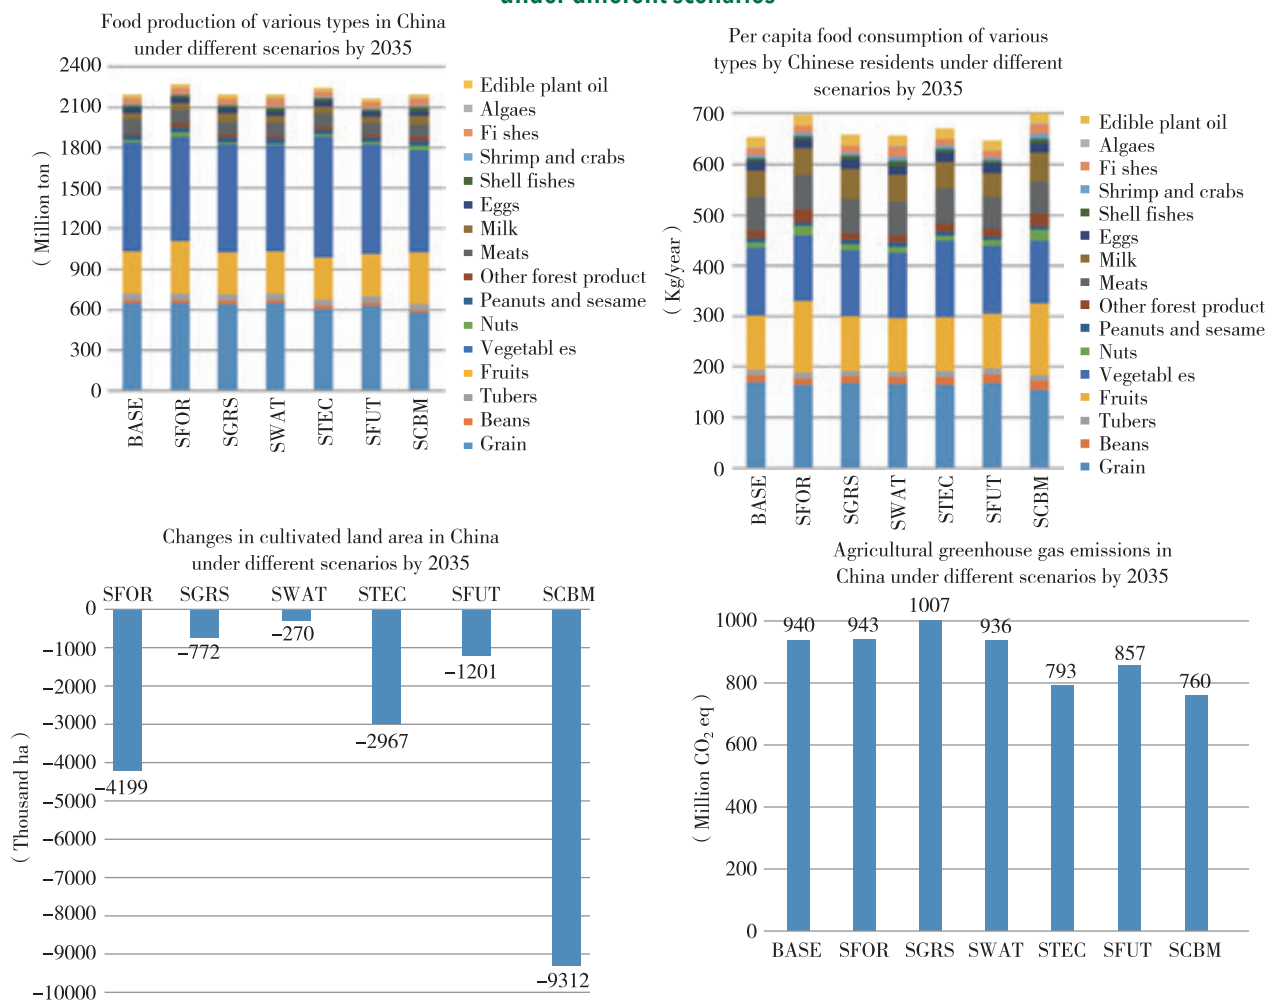 under different scenarios
Food production of various types in China
under different scenarios by 2035
( Million ton )
2400
2100
1800
1500
1200
900
600
300
0
BASE
SFOR
SGRS
SWAT
STEC
SFUT
SCBM
Edible plant oil
Algaes
Fi shes
Shrimp and crabs
Shell fishes
Eggs
Milk
Meats
Other forest product
Peanuts and sesame
Nuts
Vegetabl es
Fruits
Tubers
Beans
Grain
Per capita food consumption of various
types by Chinese residents under different
scenarios by 2035
( Kg/year )
700
600
500
400
300
200
100
0
BASE
SFOR
SGRS
SWAT
STEC
SFUT
SCBM
Edible plant oil
Algaes
Fi shes
Shrimp and crabs
Shell fishes
Eggs
Milk
Meats
Other forest product
Peanuts and sesame
Nuts
Vegetabl es
Fruits
Tubers
Beans
Grain
Changes in cultivated land area in China
under different scenarios by 2035
SFOR SGRS SWAT STEC SFUT SCBM
( Thousand ha )
0
−1000
−2000
−3000
−4000
−5000
−6000
−7000
−8000
−9000
−10000
−4199
−772
−270
−2967
−1201
−9312
Agricultural greenhouse gas emissions in
China under different scenarios by 2035
( Million CO₂ eq )
1000
800
600
400
200
0
940
943
1007
936
793
857
760
BASE SFOR SGRS SWAT STEC SFUT SCBM